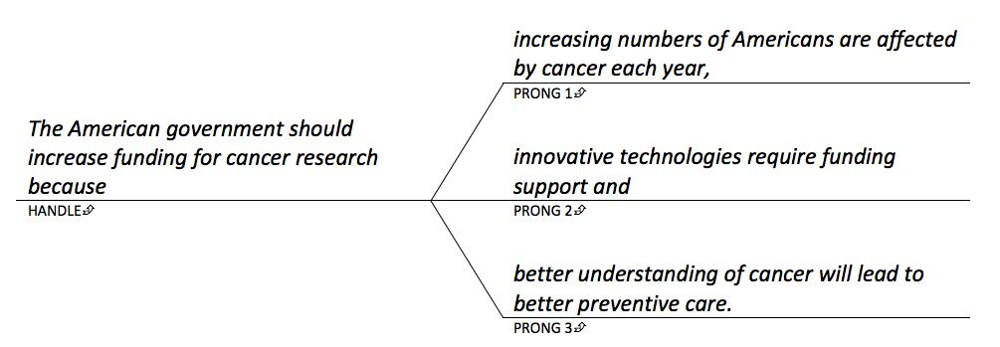 increasing numbers of Americans are affected
by cancer each year,
PRONG 1
The American government should
increase funding for cancer research
because
HANDLE
innovative technologies require funding
support and
PRONG 2
better understanding of cancer will lead to
better preventive care.
PRONG 3